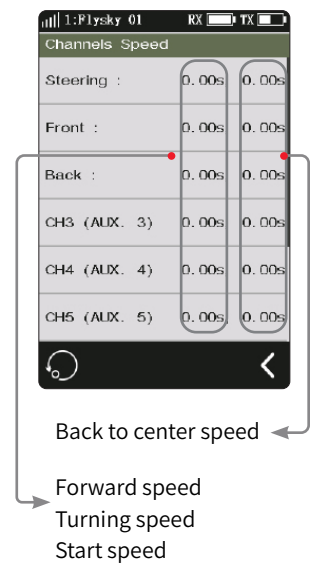 1:Flysky 01 RX TX
Channels Speed
Steering : 0.00s 0.00s
Front : 0.00s 0.00s
Back : 0.00s 0.00s
CH3 (AUX. 3) 0.00s 0.00s
CH4 (AUX. 4) 0.00s 0.00s
CH5 (AUX. 5) 0.00s 0.00s
Back to center speed
Forward speed
Turning speed
Start speed